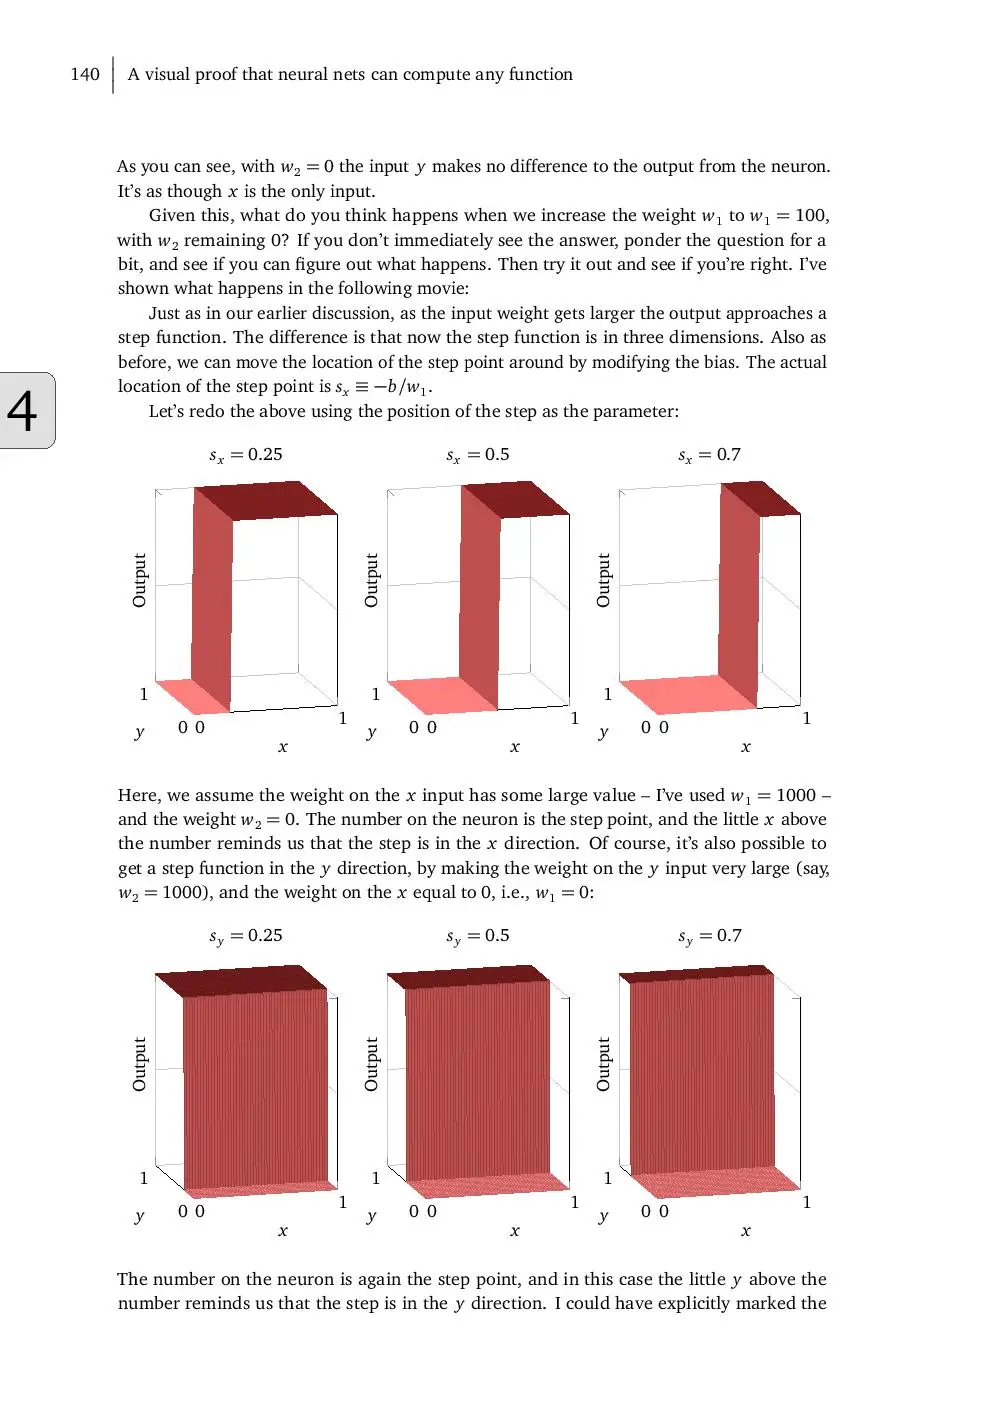 140 A visual proof that neural nets can compute any function
As you can see, with w₂ = 0 the input y makes no difference to the output from the neuron.
It’s as though x is the only input.
Given this, what do you think happens when we increase the weight w₁ to w₁ = 100,
with w₂ remaining 0? If you don’t immediately see the answer, ponder the question for a
bit, and see if you can figure out what happens. Then try it out and see if you’re right. I’ve
shown what happens in the following movie:
Just as in our earlier discussion, as the input weight gets larger the output approaches a
step function. The difference is that now the step function is in three dimensions. Also as
before, we can move the location of the step point around by modifying the bias. The actual
location of the step point is sₓ ≡ −b/w₁.
4
Let’s redo the above using the position of the step as the parameter:
sₓ = 0.25 sₓ = 0.5 sₓ = 0.7
Output Output Output
1 1 1
y 0 0 1 y 0 0 1 y 0 0 1
x x x
Here, we assume the weight on the x input has some large value – I’ve used w₁ = 1000 –
and the weight w₂ = 0. The number on the neuron is the step point, and the little x above
the number reminds us that the step is in the x direction. Of course, it’s also possible to
get a step function in the y direction, by making the weight on the y input very large (say,
w₂ = 1000), and the weight on the x equal to 0, i.e., w₁ = 0:
s_y = 0.25 s_y = 0.5 s_y = 0.7
Output Output Output
1 1 1
y 0 0 1 y 0 0 1 y 0 0 1
x x x
The number on the neuron is again the step point, and in this case the little y above the
number reminds us that the step is in the y direction. I could have explicitly marked the